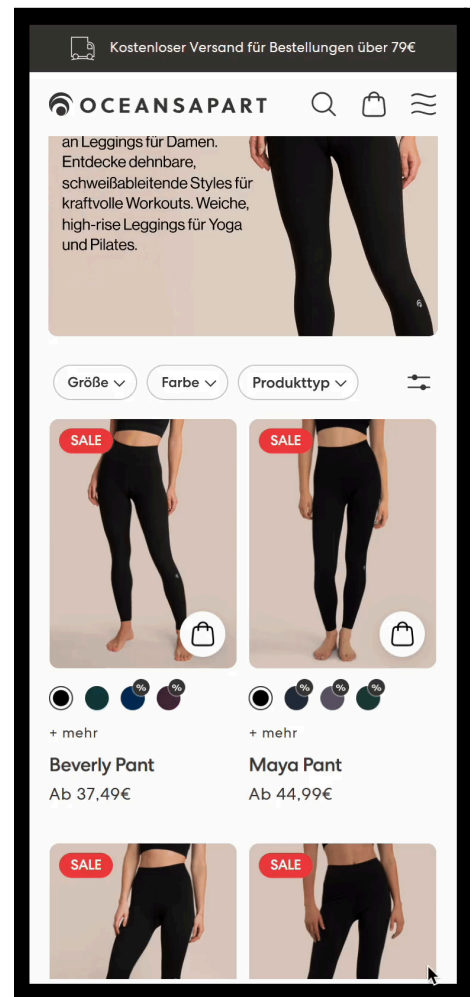 Kostenloser Versand für Bestellungen über 79€
OCEANSAPART
an Leggings für Damen.
Entdecke dehnbare,
schweißableitende Styles für
kraftvolle Workouts. Weiche,
high-rise Leggings für Yoga
und Pilates.
Größe
Farbe
Produkttyp
SALE
SALE
%
%
%
%
%
+ mehr
+ mehr
Beverly Pant
Maya Pant
Ab 37,49€
Ab 44,99€
SALE
SALE